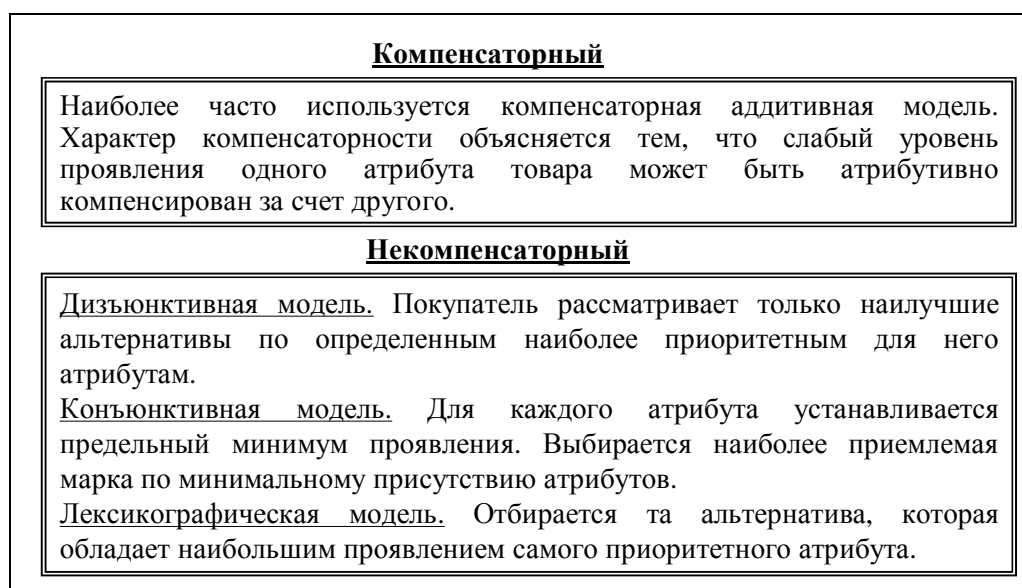 Компенсаторный
Наиболее часто используется компенсаторная аддитивная модель.
Характер компенсаторности объясняется тем, что слабый уровень
проявления одного атрибута товара может быть атрибутивно
компенсирован за счет другого.
Некомпенсаторный
Дизъюнктивная модель. Покупатель рассматривает только наилучшие
альтернативы по определенным наиболее приоритетным для него
атрибутам.
Конъюнктивная модель. Для каждого атрибута устанавливается
предельный минимум проявления. Выбирается наиболее приемлемая
марка по минимальному присутствию атрибутов.
Лексикографическая модель. Отбирается та альтернатива, которая
обладает наибольшим проявлением самого приоритетного атрибута.